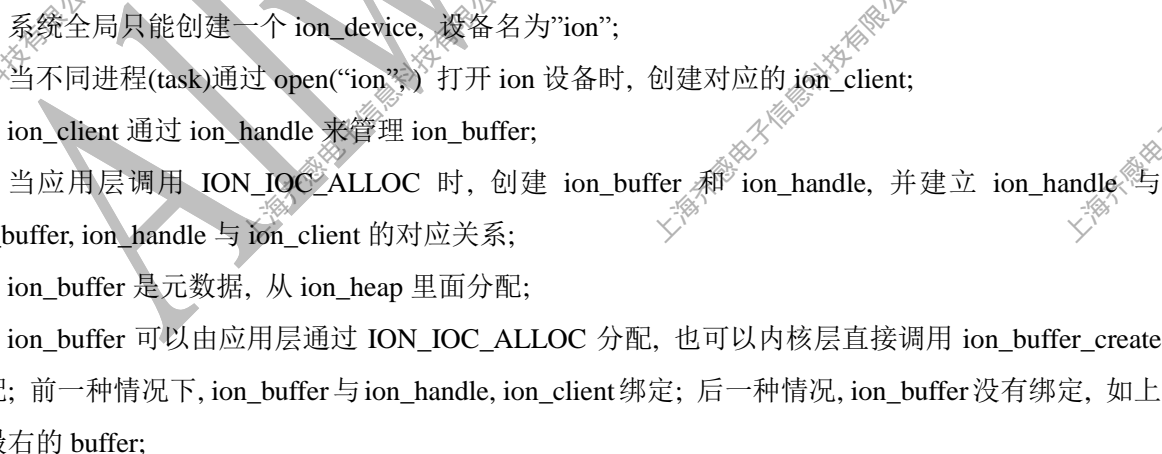 系统全局只能创建一个 ion_device, 设备名为”ion”;
当不同进程(task)通过 open(“ion”,) 打开 ion 设备时, 创建对应的 ion_client;
ion_client 通过 ion_handle 来管理 ion_buffer;
当应用层调用 ION_IOC_ALLOC 时, 创建 ion_buffer 和 ion_handle, 并建立 ion_handle 与
buffer, ion_handle 与 ion_client 的对应关系;
ion_buffer 是元数据, 从 ion_heap 里面分配;
ion_buffer 可以由应用层通过 ION_IOC_ALLOC 分配, 也可以内核层直接调用 ion_buffer_create
; 前一种情况下, ion_buffer 与 ion_handle, ion_client 绑定; 后一种情况, ion_buffer 没有绑定, 如上
右的 buffer;